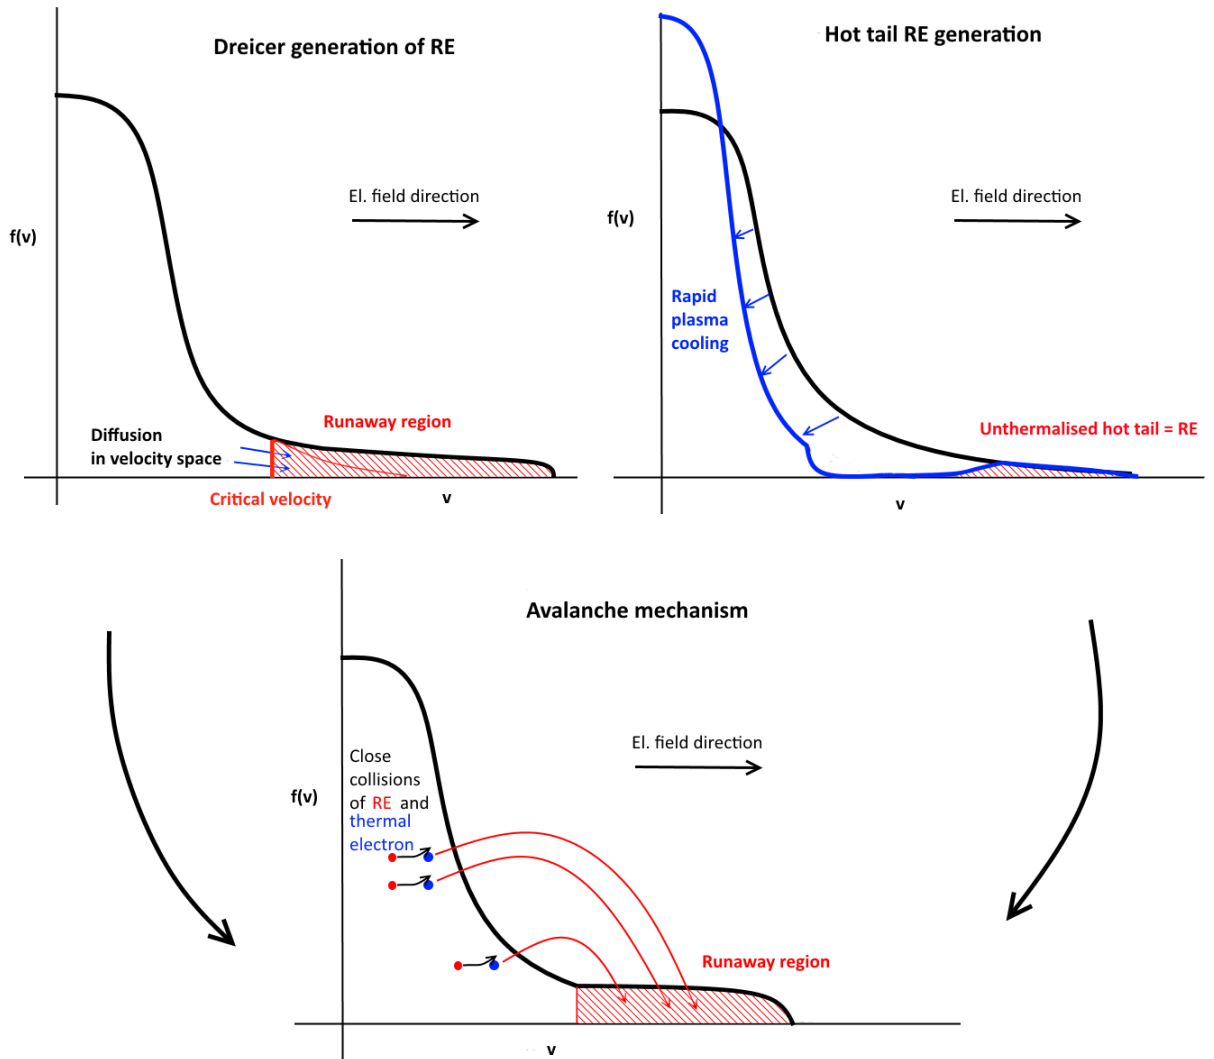 Dreicer generation of RE
El. field direction
f(v)
Runaway region
Diffusion
in velocity space
Critical velocity
v
Hot tail RE generation
El. field direction
f(v)
Rapid
plasma
cooling
Unthermalised hot tail = RE
v
Avalanche mechanism
El. field direction
Close
collisions
of RE and
thermal
electron
f(v)
Runaway region
v